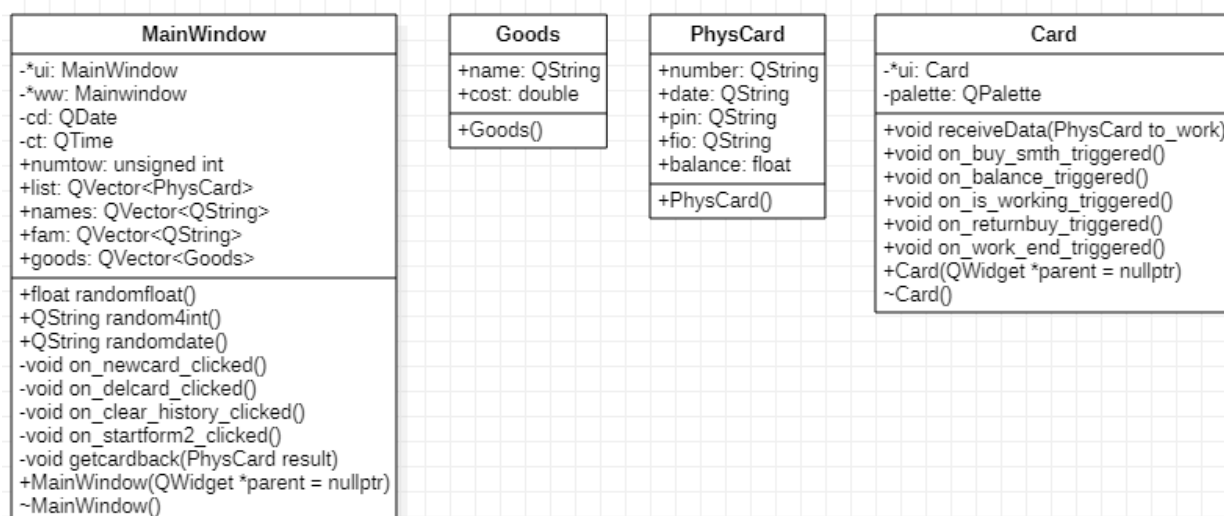 MainWindow
-*ui: MainWindow
-*ww: Mainwindow
-cd: QDate
-ct: QTime
+numtow: unsigned int
+list: QVector<PhysCard>
+names: QVector<QString>
+fam: QVector<QString>
+goods: QVector<Goods>
+float randomfloat()
+QString random4int()
+QString randomdate()
-void on_newcard_clicked()
-void on_delcard_clicked()
-void on_clear_history_clicked()
-void on_startform2_clicked()
-void getcardback(PhysCard result)
+MainWindow(QWidget *parent = nullptr)
~MainWindow()
Goods
+name: QString
+cost: double
+Goods()
PhysCard
+number: QString
+date: QString
+pin: QString
+fio: QString
+balance: float
+PhysCard()
Card
-*ui: Card
-palette: QPalette
+void receiveData(PhysCard to_work)
+void on_buy_smth_triggered()
+void on_balance_triggered()
+void on_is_working_triggered()
+void on_returnbuy_triggered()
+void on_work_end_triggered()
+Card(QWidget *parent = nullptr)
~Card()